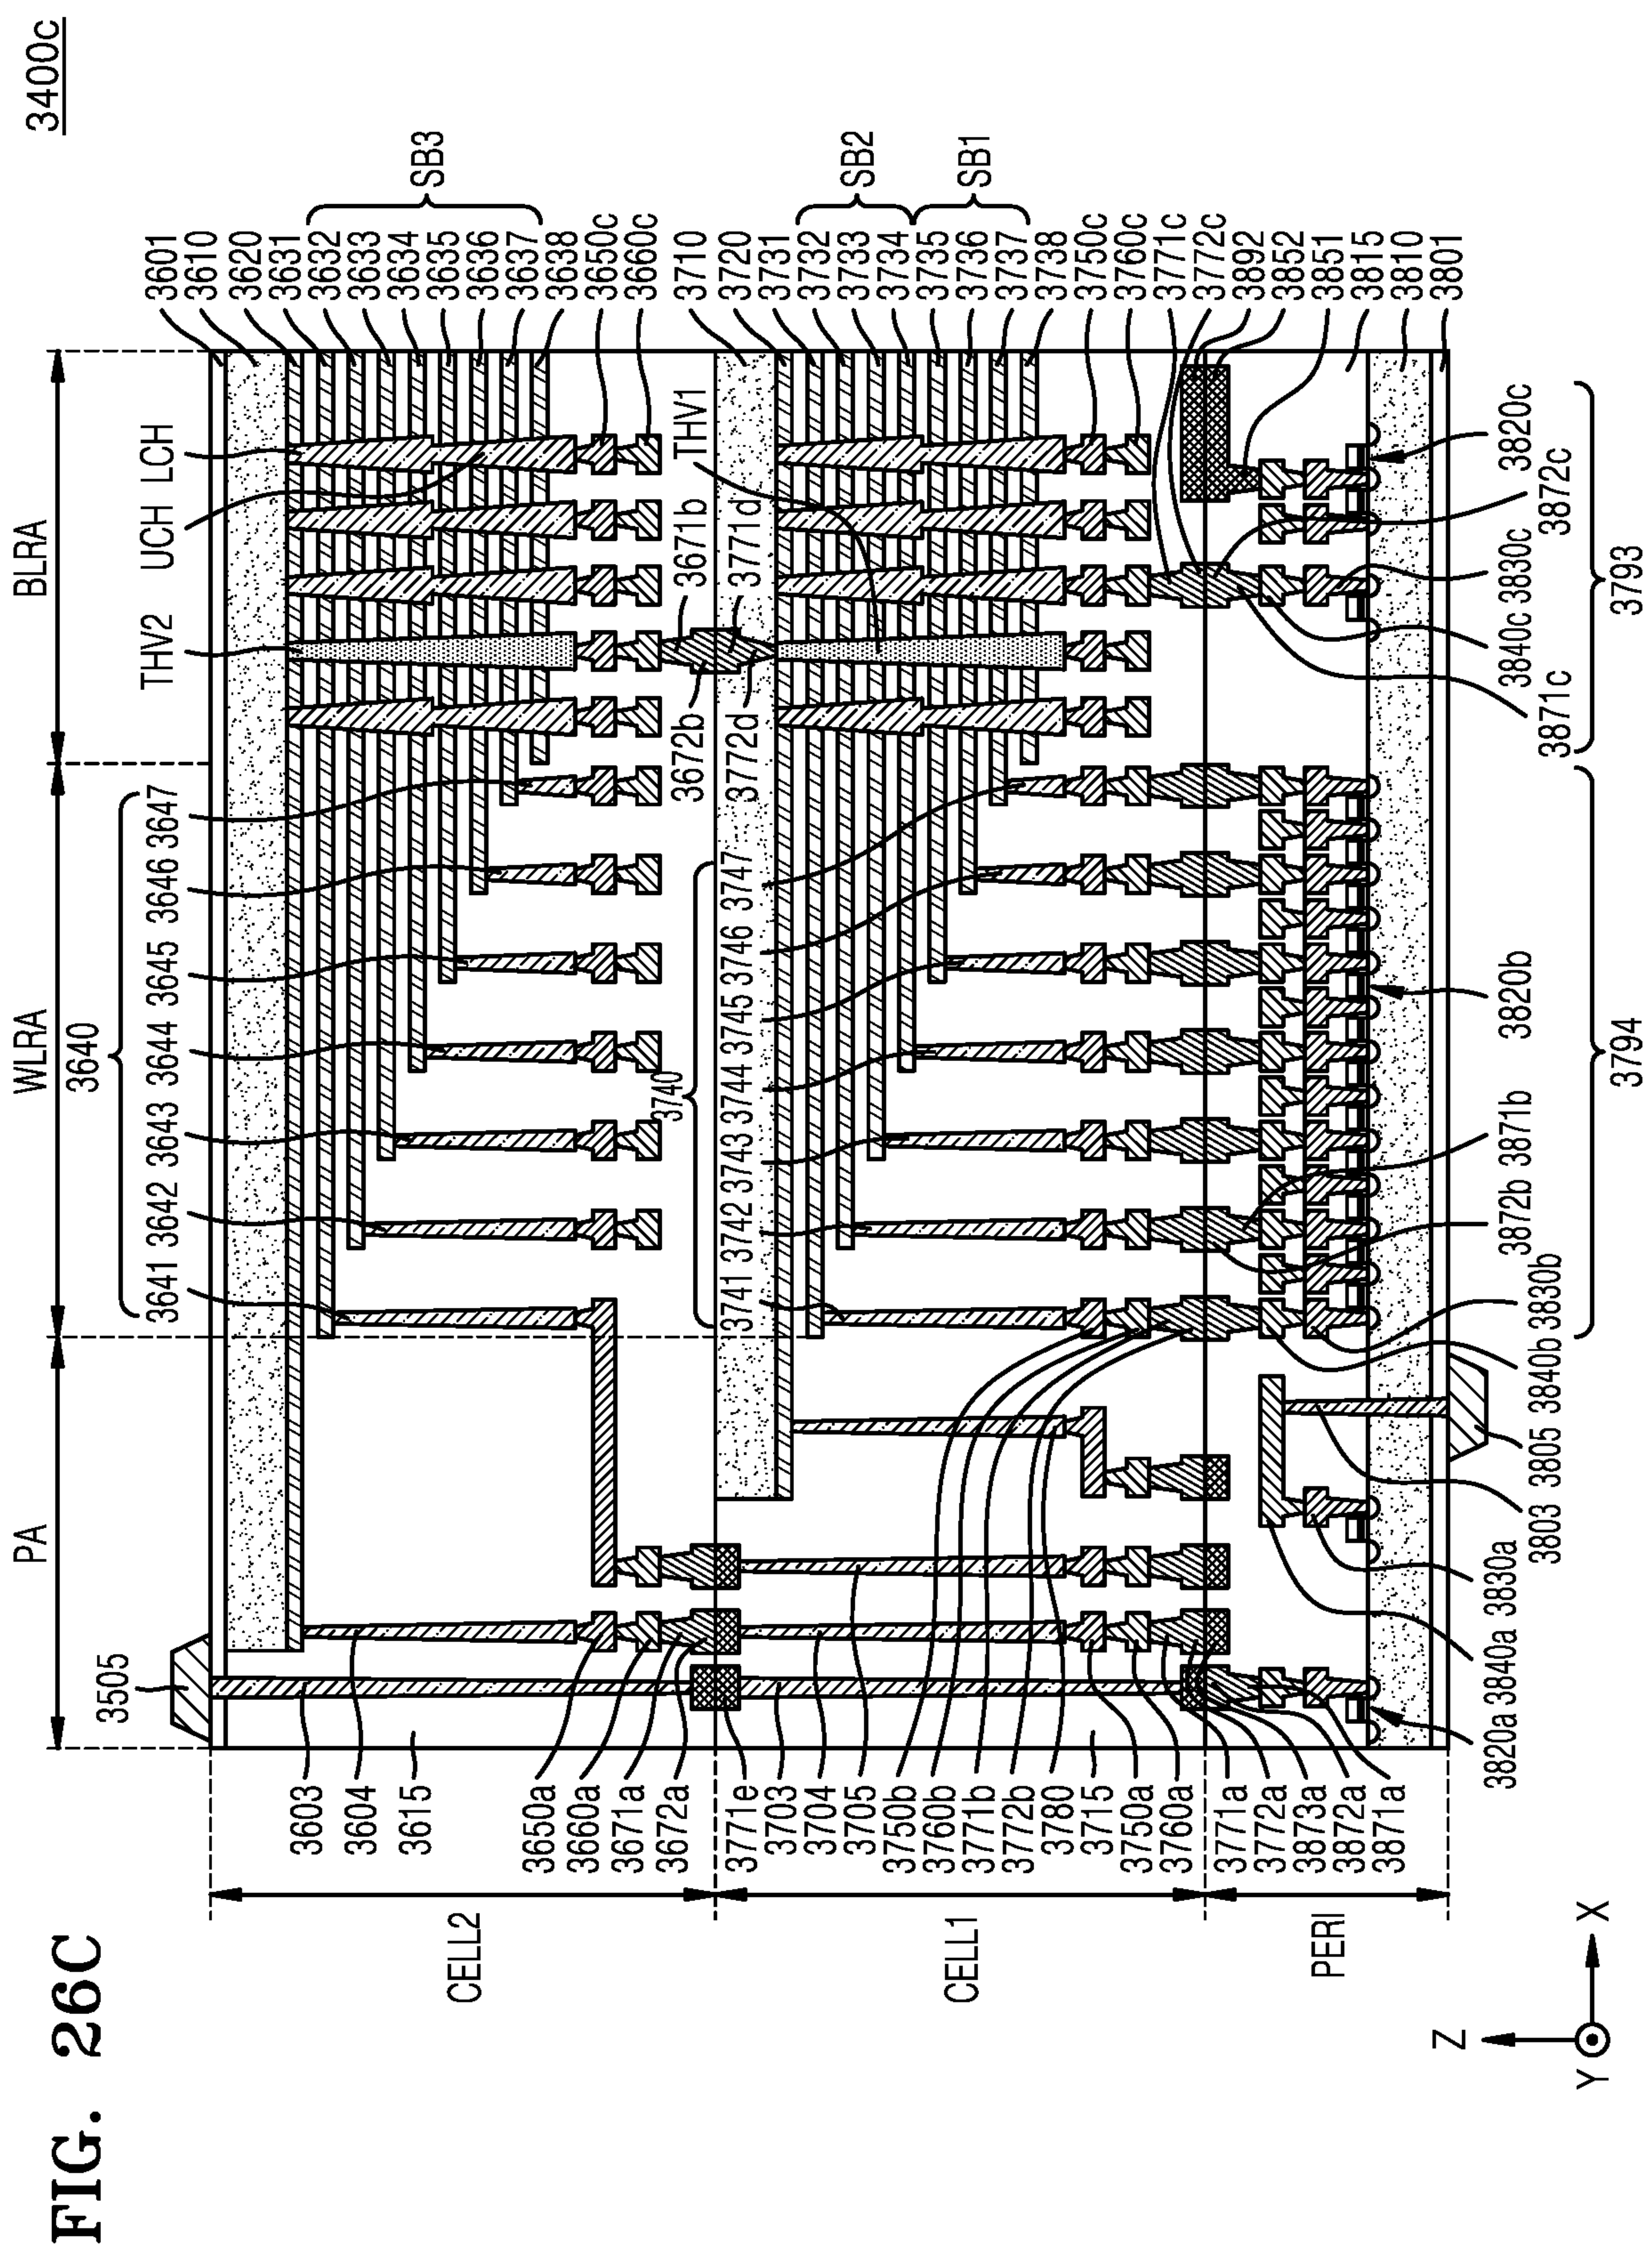 FIG. 26C
3400c
PA
WLRA
BLRA
3505
3640
3641 3642 3643 3644 3645 3646 3647
THV2
UCH
LCH
3601
3610
3620
3631
3632
3633
3634
3635
3636
3637
3638
3650c
3660c
3710
3720
3731
3732
3733
3734
3735
3736
3737
3738
3750c
3760c
3771c
3772c
3892
3852
3851
3815
3810
3801
SB3
SB2
SB1
3671b
3672b
3771d
3772d
THV1
3740
3741 3742 3743 3744 3745 3746 3747
CELL2
CELL1
PERI
3603
3604
3615
3650a
3660a
3671a
3672a
3771e
3703
3704
3705
3750b
3760b
3771b
3772b
3780
3715
3750a
3760a
3771a
3772a
3873a
3872a
3871a
3820a 3840a 3830a
3803 3805 3840b 3830b
3872b 3871b
3820b
3871c 3840c 3830c
3872c
3820c
3794
3793
Z
Y
X